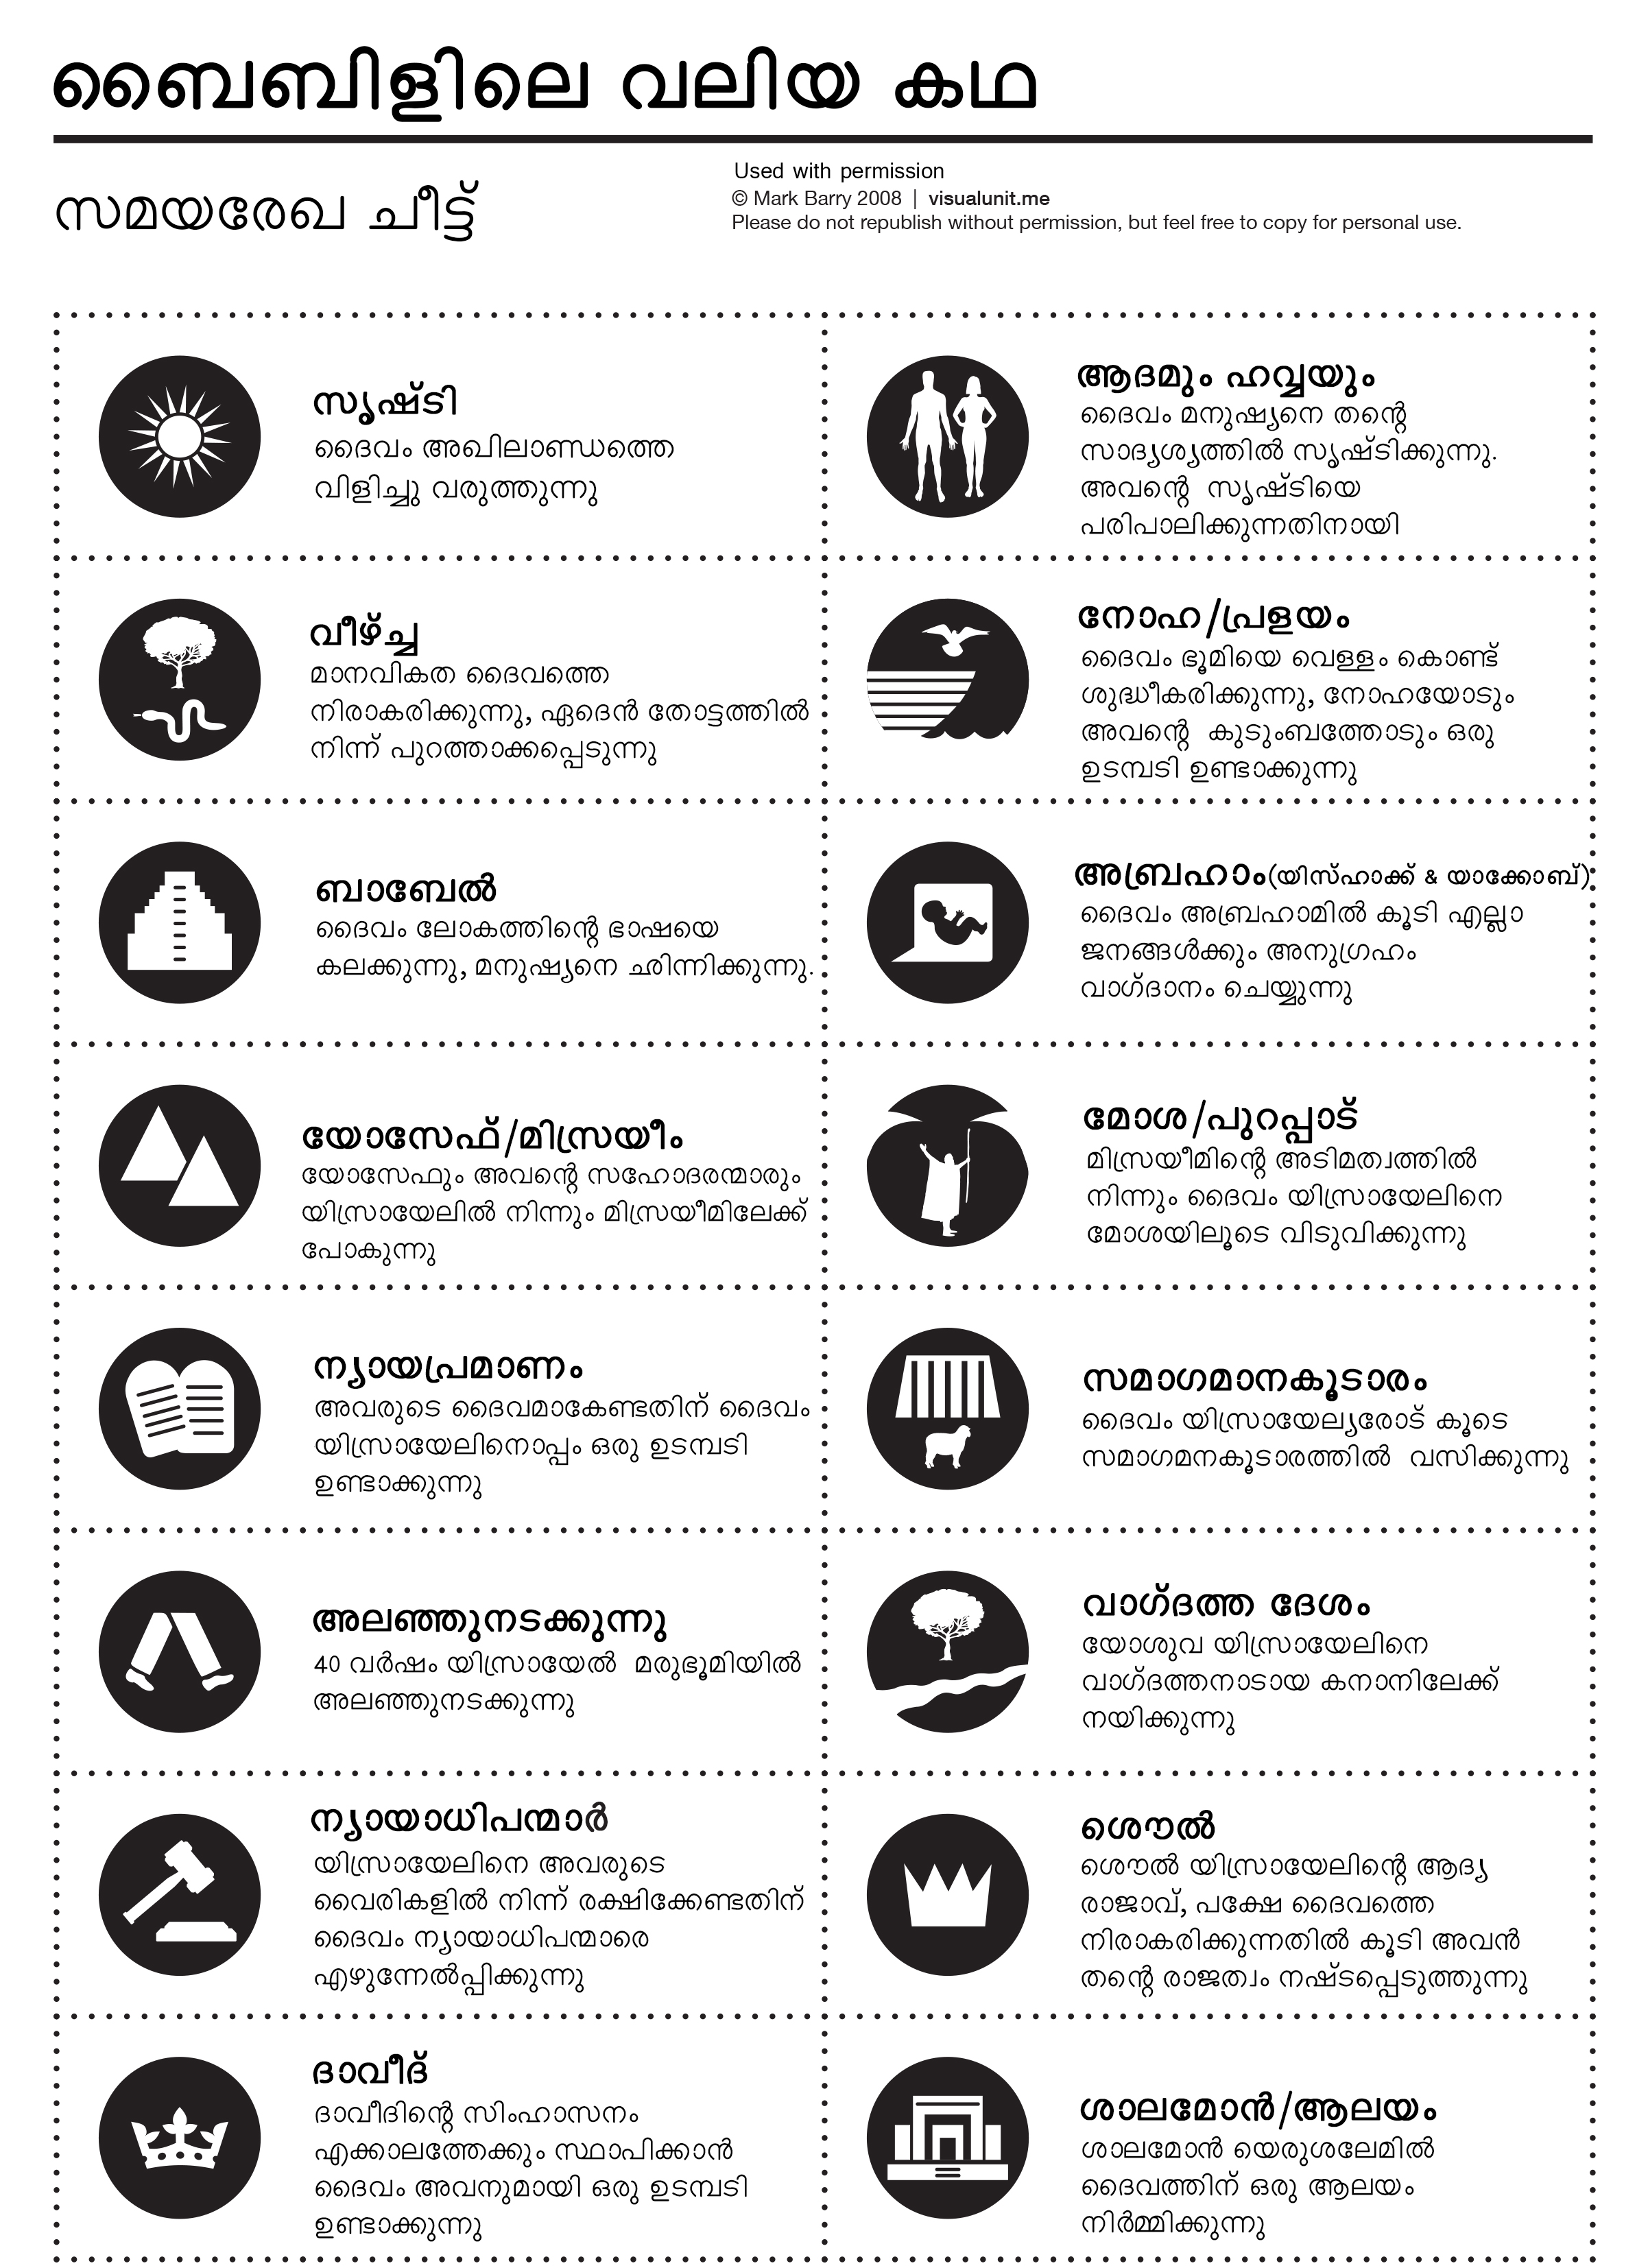 ബൈബിളിലെ വലിയ കഥ
സമയരേഖ ചീട്ട്
Used with permission
© Mark Barry 2008 | visualunit.me
Please do not republish without permission, but feel free to copy for personal use.
സൃഷ്ടി
ദൈവം അഖിലാണ്ഡത്തെ
വിളിച്ചു വരുത്തുന്നു
ആദമും ഹവ്വയും
ദൈവം മനുഷ്യനെ തന്റെ
സാദൃശ്യത്തിൽ സൃഷ്ടിക്കുന്നു.
അവന്റെ സൃഷ്ടിയെ
പരിപാലിക്കുന്നതിനായി
വീഴ്ച്ച
മാനവികത ദൈവത്തെ
നിരാകരിക്കുന്നു, ഏദെൻ തോട്ടത്തിൽ
നിന്ന് പുറത്താക്കപ്പെടുന്നു
നോഹ/പ്രളയം
ദൈവം ഭൂമിയെ വെള്ളം കൊണ്ട്
ശുദ്ധീകരിക്കുന്നു, നോഹയോടും
അവന്റെ കുടുംബത്തോടും ഒരു
ഉടമ്പടി ഉണ്ടാക്കുന്നു
ബാബേൽ
ദൈവം ലോകത്തിന്റെ ഭാഷയെ
കലക്കുന്നു, മനുഷ്യനെ ഛിന്നിക്കുന്നു.
അബ്രഹാം(യിസ്ഹാക്ക് & യാക്കോബ്)
ദൈവം അബ്രഹാമിൽ കൂടി എല്ലാ
ജനങ്ങൾക്കും അനുഗ്രഹം
വാഗ്ദാനം ചെയ്യുന്നു
യോസേഫ്/മിസ്രയീം
യോസേഫും അവന്റെ സഹോദരന്മാരും
യിസ്രായേലിൽ നിന്നും മിസ്രയീമിലേക്ക്
പോകുന്നു
മോശ/പുറപ്പാട്
മിസ്രയീമിന്റെ അടിമത്വത്തിൽ
നിന്നും ദൈവം യിസ്രായേലിനെ
മോശയിലൂടെ വിടുവിക്കുന്നു
ന്യായപ്രമാണം
അവരുടെ ദൈവമാകേണ്ടതിന് ദൈവം
യിസ്രായേലിനൊപ്പം ഒരു ഉടമ്പടി
ഉണ്ടാക്കുന്നു
സമാഗമാനകൂടാരം
ദൈവം യിസ്രായേല്യരോട് കൂടെ
സമാഗമനകൂടാരത്തിൽ വസിക്കുന്നു
അലഞ്ഞുനടക്കുന്നു
40 വർഷം യിസ്രായേൽ മരുഭൂമിയിൽ
അലഞ്ഞുനടക്കുന്നു
വാഗ്ദത്ത ദേശം
യോശുവ യിസ്രായേലിനെ
വാഗ്ദത്തനാടായ കനാനിലേക്ക്
നയിക്കുന്നു
ന്യായാധിപന്മാർ
യിസ്രായേലിനെ അവരുടെ
വൈരികളിൽ നിന്ന് രക്ഷിക്കേണ്ടതിന്
ദൈവം ന്യായാധിപന്മാരെ
എഴുന്നേൽപ്പിക്കുന്നു
ശൌൽ
ശൌൽ യിസ്രായേലിന്റെ ആദ്യ
രാജാവ്, പക്ഷേ ദൈവത്തെ
നിരാകരിക്കുന്നതിൽ കൂടി അവൻ
തന്റെ രാജത്വം നഷ്ടപ്പെടുത്തുന്നു
ദാവീദ്
ദാവീദിന്റെ സിംഹാസനം
എക്കാലത്തേക്കും സ്ഥാപിക്കാൻ
ദൈവം അവനുമായി ഒരു ഉടമ്പടി
ഉണ്ടാക്കുന്നു
ശാലമോൻ/ആലയം
ശാലമോൻ യെരുശലേമിൽ
ദൈവത്തിന് ഒരു ആലയം
നിർമ്മിക്കുന്നു